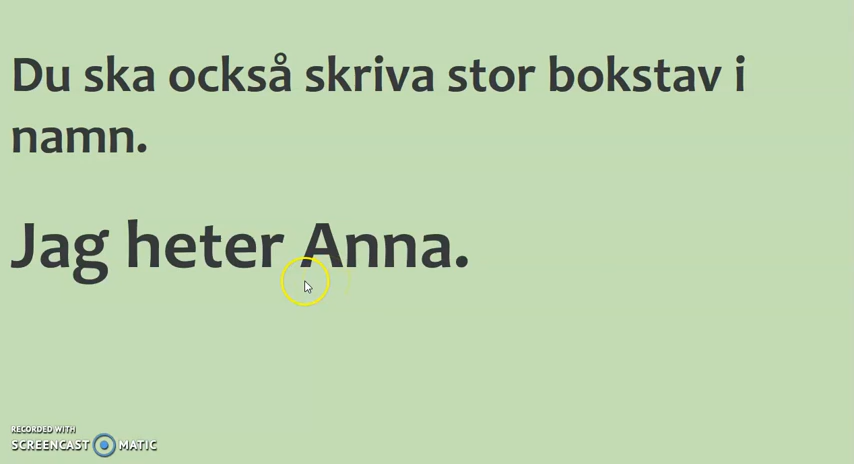 Du ska också skriva stor bokstav i
namn.
Jag heter Anna.
RECORDED WITH
SCREENCAST MATIC